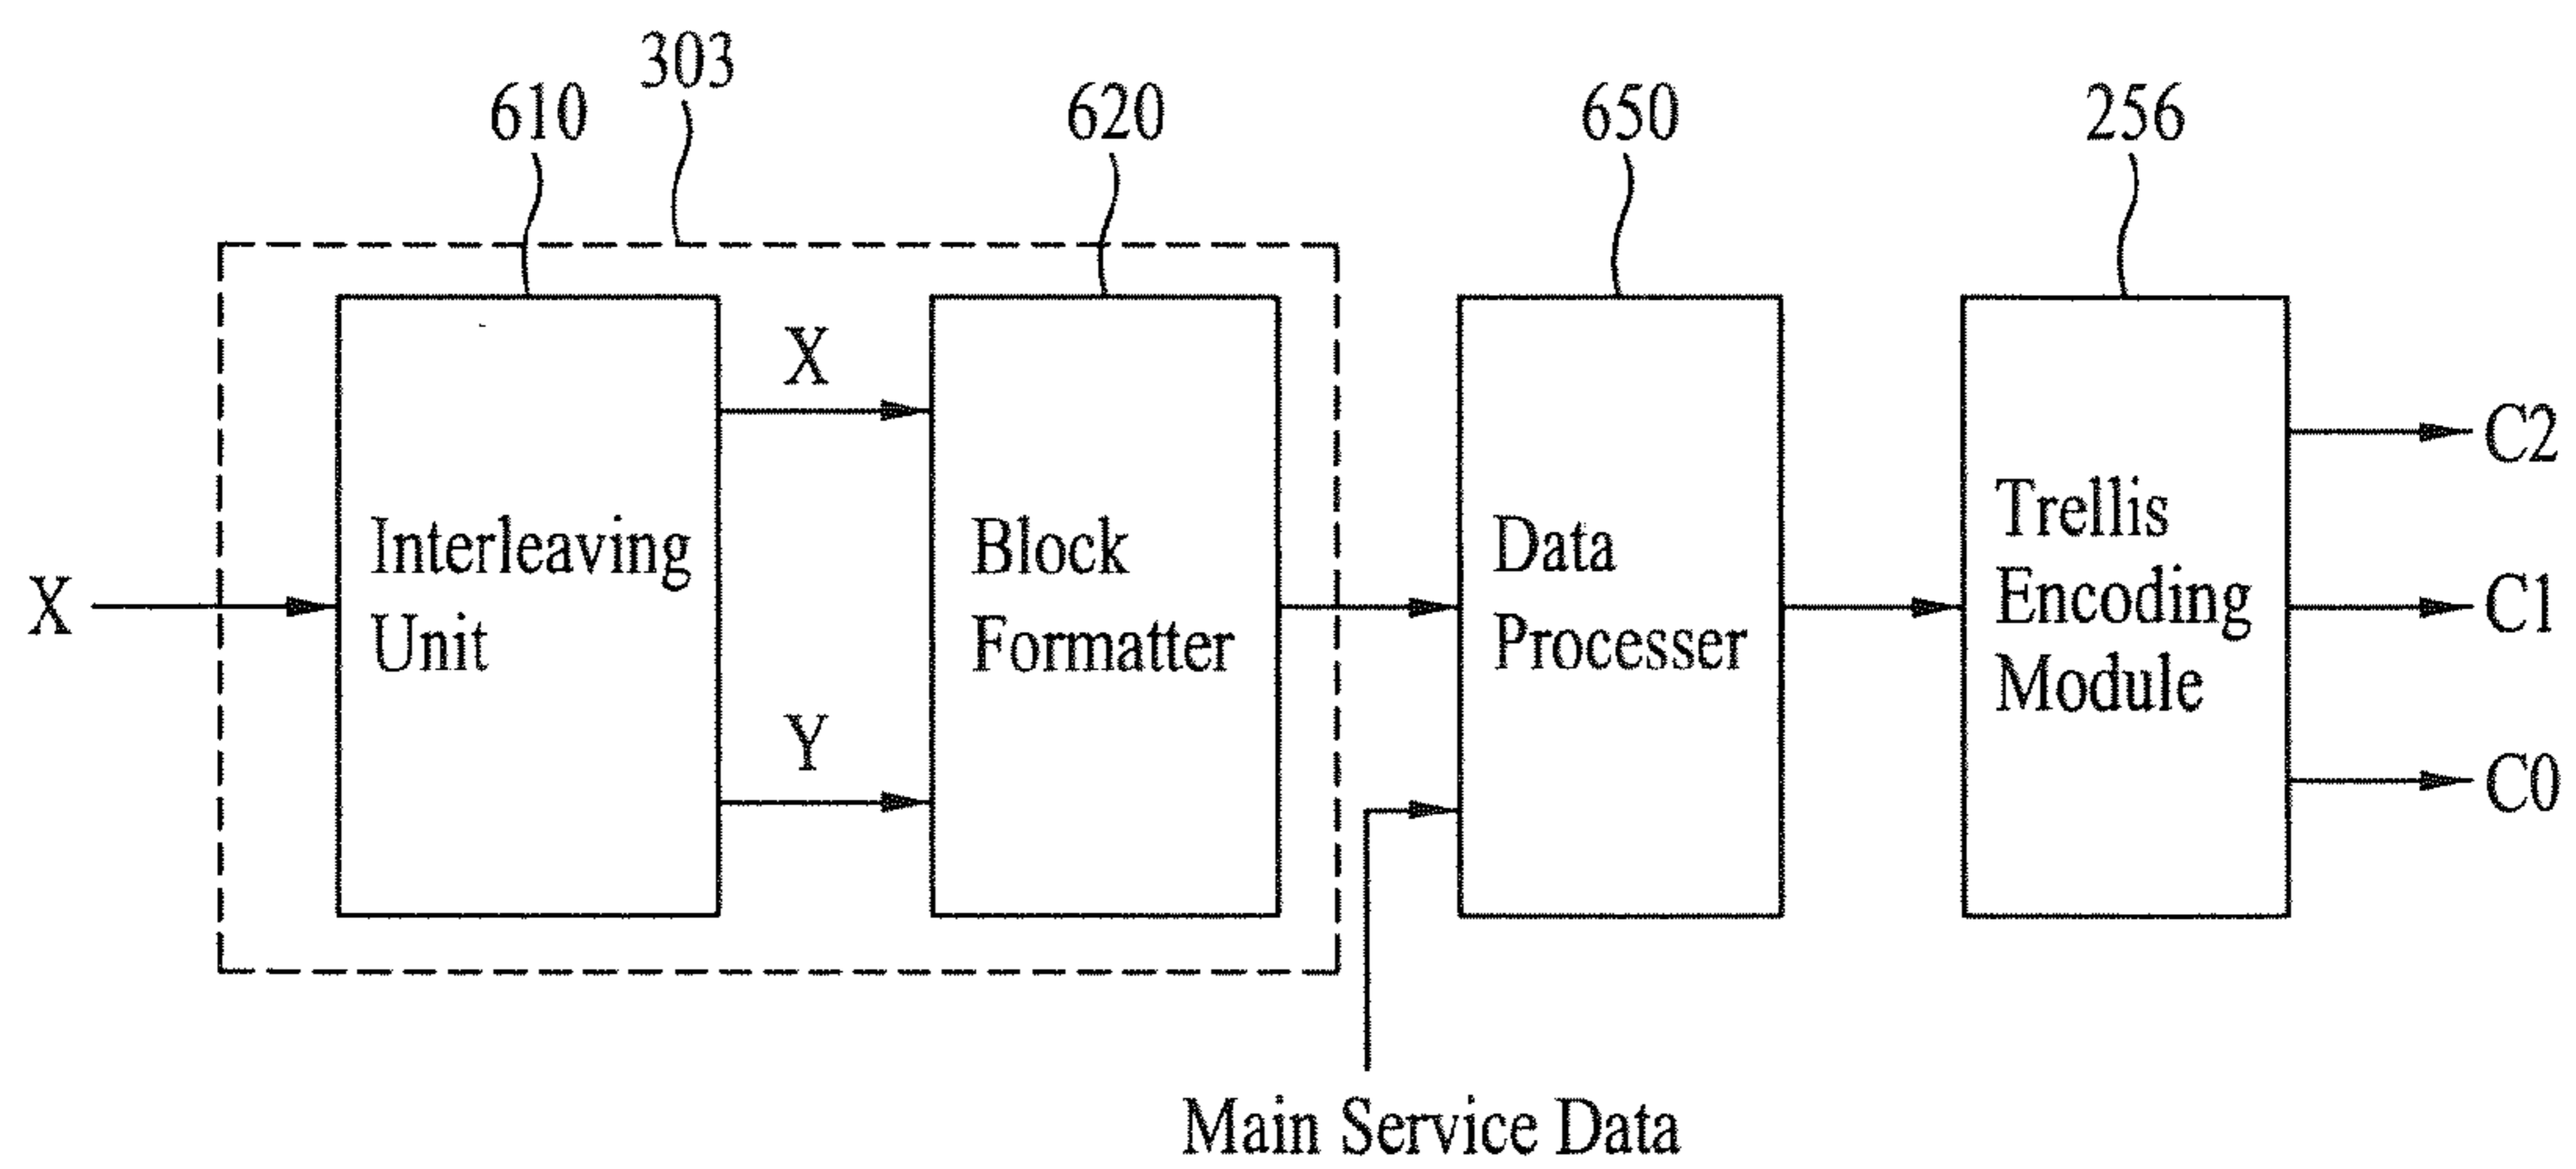 303
610
620
650
256
X
Interleaving
Unit
X
Y
Block
Formatter
Data
Processer
Trellis
Encoding
Module
C2
C1
C0
Main Service Data